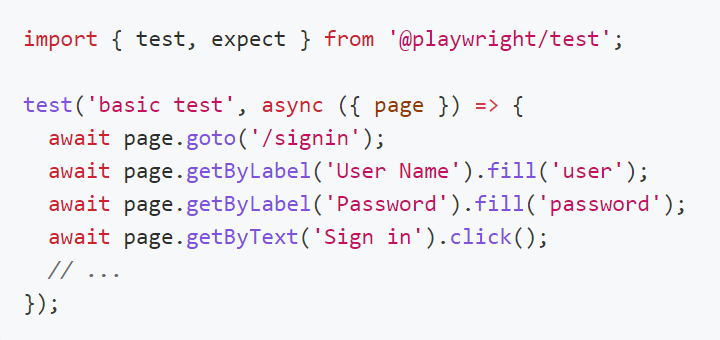 import { test, expect } from '@playwright/test';
test('basic test', async ({ page }) => {
await page.goto('/signin');
await page.getByLabel('User Name').fill('user');
await page.getByLabel('Password').fill('password');
await page.getByText('Sign in').click();
// ...
});